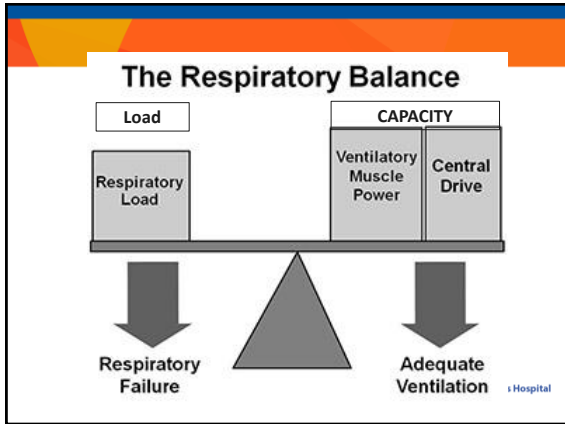 The Respiratory Balance
Load
CAPACITY
Respiratory
Load
Ventilatory
Muscle
Power
Central
Drive
Respiratory
Failure
Adequate
Ventilation
s Hospital